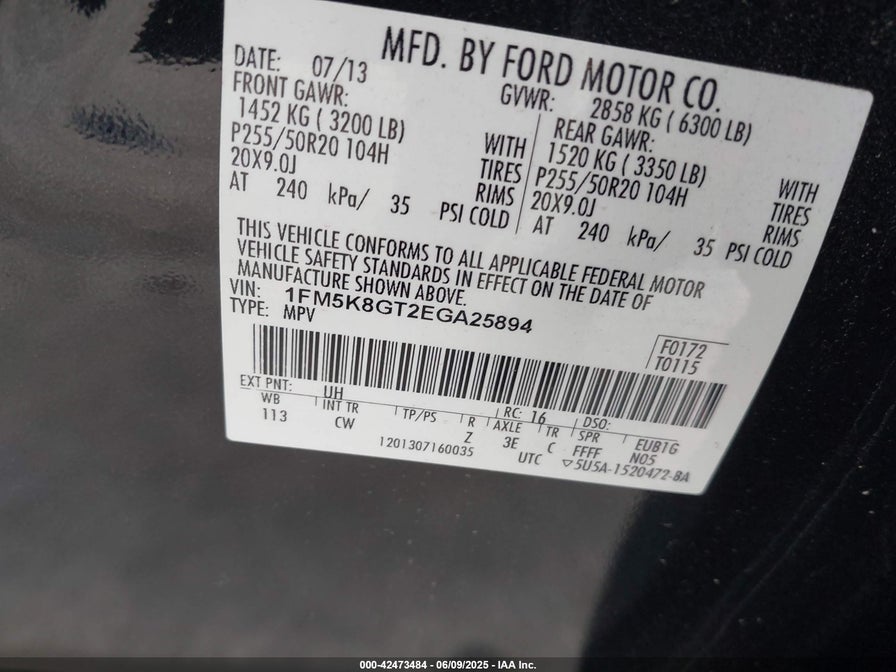 MFD. BY FORD MOTOR CO.
DATE: 07/13
GVWR: 2858 KG ( 6300 LB)
FRONT GAWR:
1452 KG ( 3200 LB)
P255/50R20 104H
20X9.0J
AT 240 kPa/ 35 PSI COLD
WITH
TIRES
RIMS
REAR GAWR:
1520 KG ( 3350 LB)
P255/50R20 104H
20X9.0J
AT 240 kPa/ 35 PSI COLD
WITH
TIRES
RIMS
THIS VEHICLE CONFORMS TO ALL APPLICABLE FEDERAL MOTOR
VEHICLE SAFETY STANDARDS IN EFFECT ON THE DATE OF
MANUFACTURE SHOWN ABOVE.
VIN: 1FM5K8GT2EGA25894
TYPE: MPV
F0172
T0115
EXT PNT: UH RC: 16 DSO:
WB INT TR TP/PS R AXLE TR SPR EUB1G
113 CW Z 3E C FFFF N05
1201307160035 UTC ▽5U5A-1520472-BA
000-42473484 - 06/09/2025 - IAA Inc.